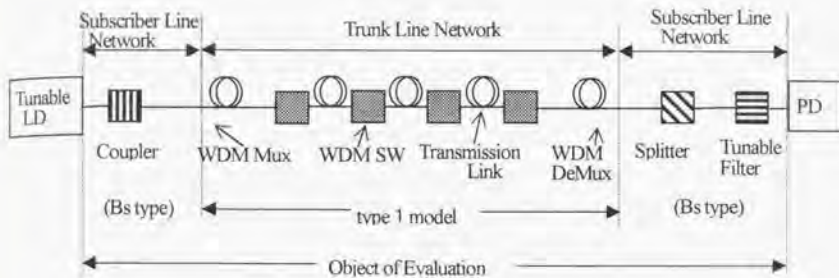 Subscriber Line
Network
Trunk Line Network
Subscriber Line
Network
Tunable
LD
PD
Coupler
WDM Mux
WDM SW
Transmission
Link
WDM
DeMux
Splitter
Tunable
Filter
(Bs type)
type 1 model
(Bs type)
Object of Evaluation